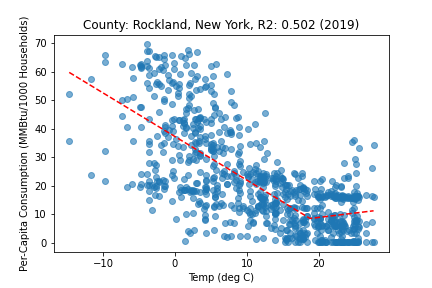 County: Rockland, New York, R2: 0.502 (2019)
Per-Capita Consumption (MMBtu/1000 Households)
70
60
50
40
30
20
10
0
−10 0 10 20
Temp (deg C)